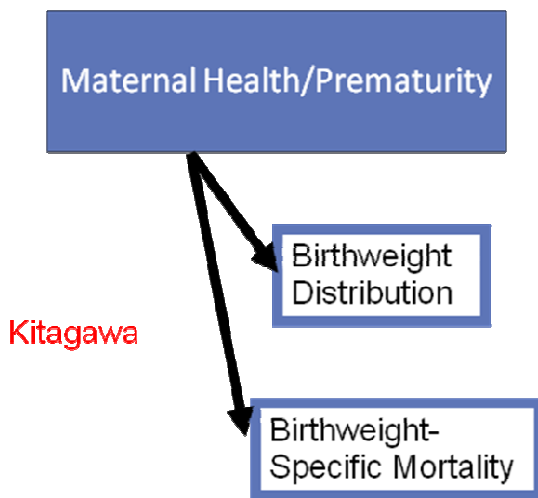 Maternal Health/Prematurity
Birthweight
Distribution
Kitagawa
Birthweight-
Specific Mortality